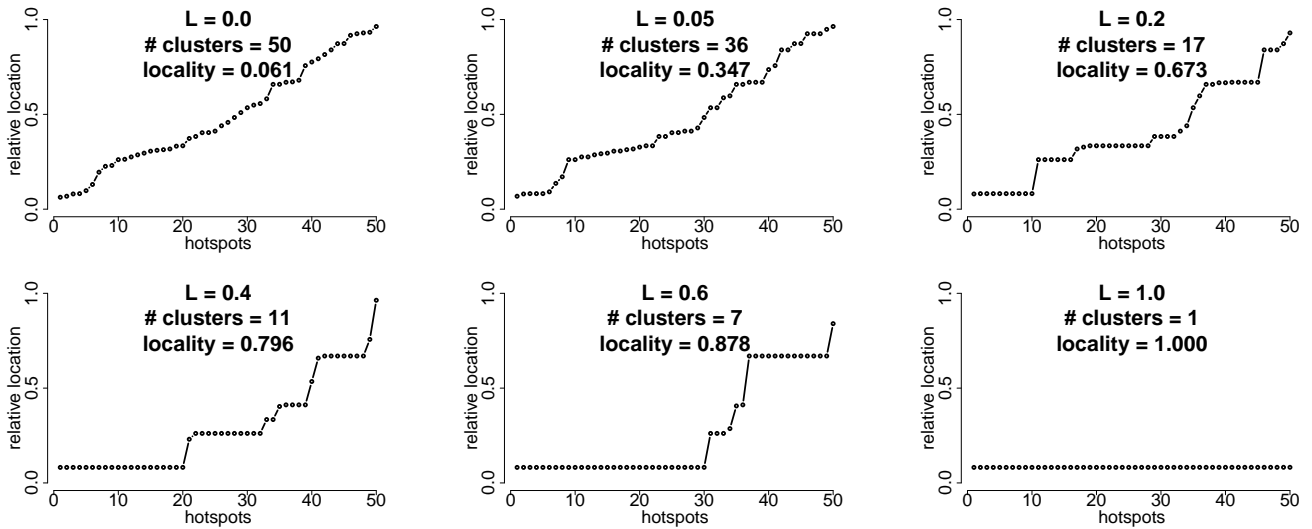 L = 0.0
# clusters = 50
locality = 0.061
relative location
0.0
0.5
1.0
0
10
20
30
40
50
hotspots
L = 0.05
# clusters = 36
locality = 0.347
relative location
0.0
0.5
1.0
0
10
20
30
40
50
hotspots
L = 0.2
# clusters = 17
locality = 0.673
relative location
0.0
0.5
1.0
0
10
20
30
40
50
hotspots
L = 0.4
# clusters = 11
locality = 0.796
relative location
0.0
0.5
1.0
0
10
20
30
40
50
hotspots
L = 0.6
# clusters = 7
locality = 0.878
relative location
0.0
0.5
1.0
0
10
20
30
40
50
hotspots
L = 1.0
# clusters = 1
locality = 1.000
relative location
0.0
0.5
1.0
0
10
20
30
40
50
hotspots